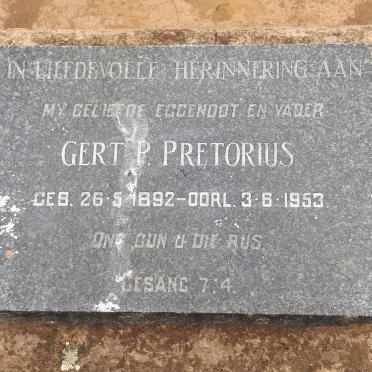 IN LIEFDEVOLLE HERINNERING AAN
MY GELIEFDE EGGENOOT EN VADER
GERT P. PRETORIUS
GEB. 26·5·1892–OORL. 3·6·1953
ONS GUN U DIE RUS
GESANG 7:4